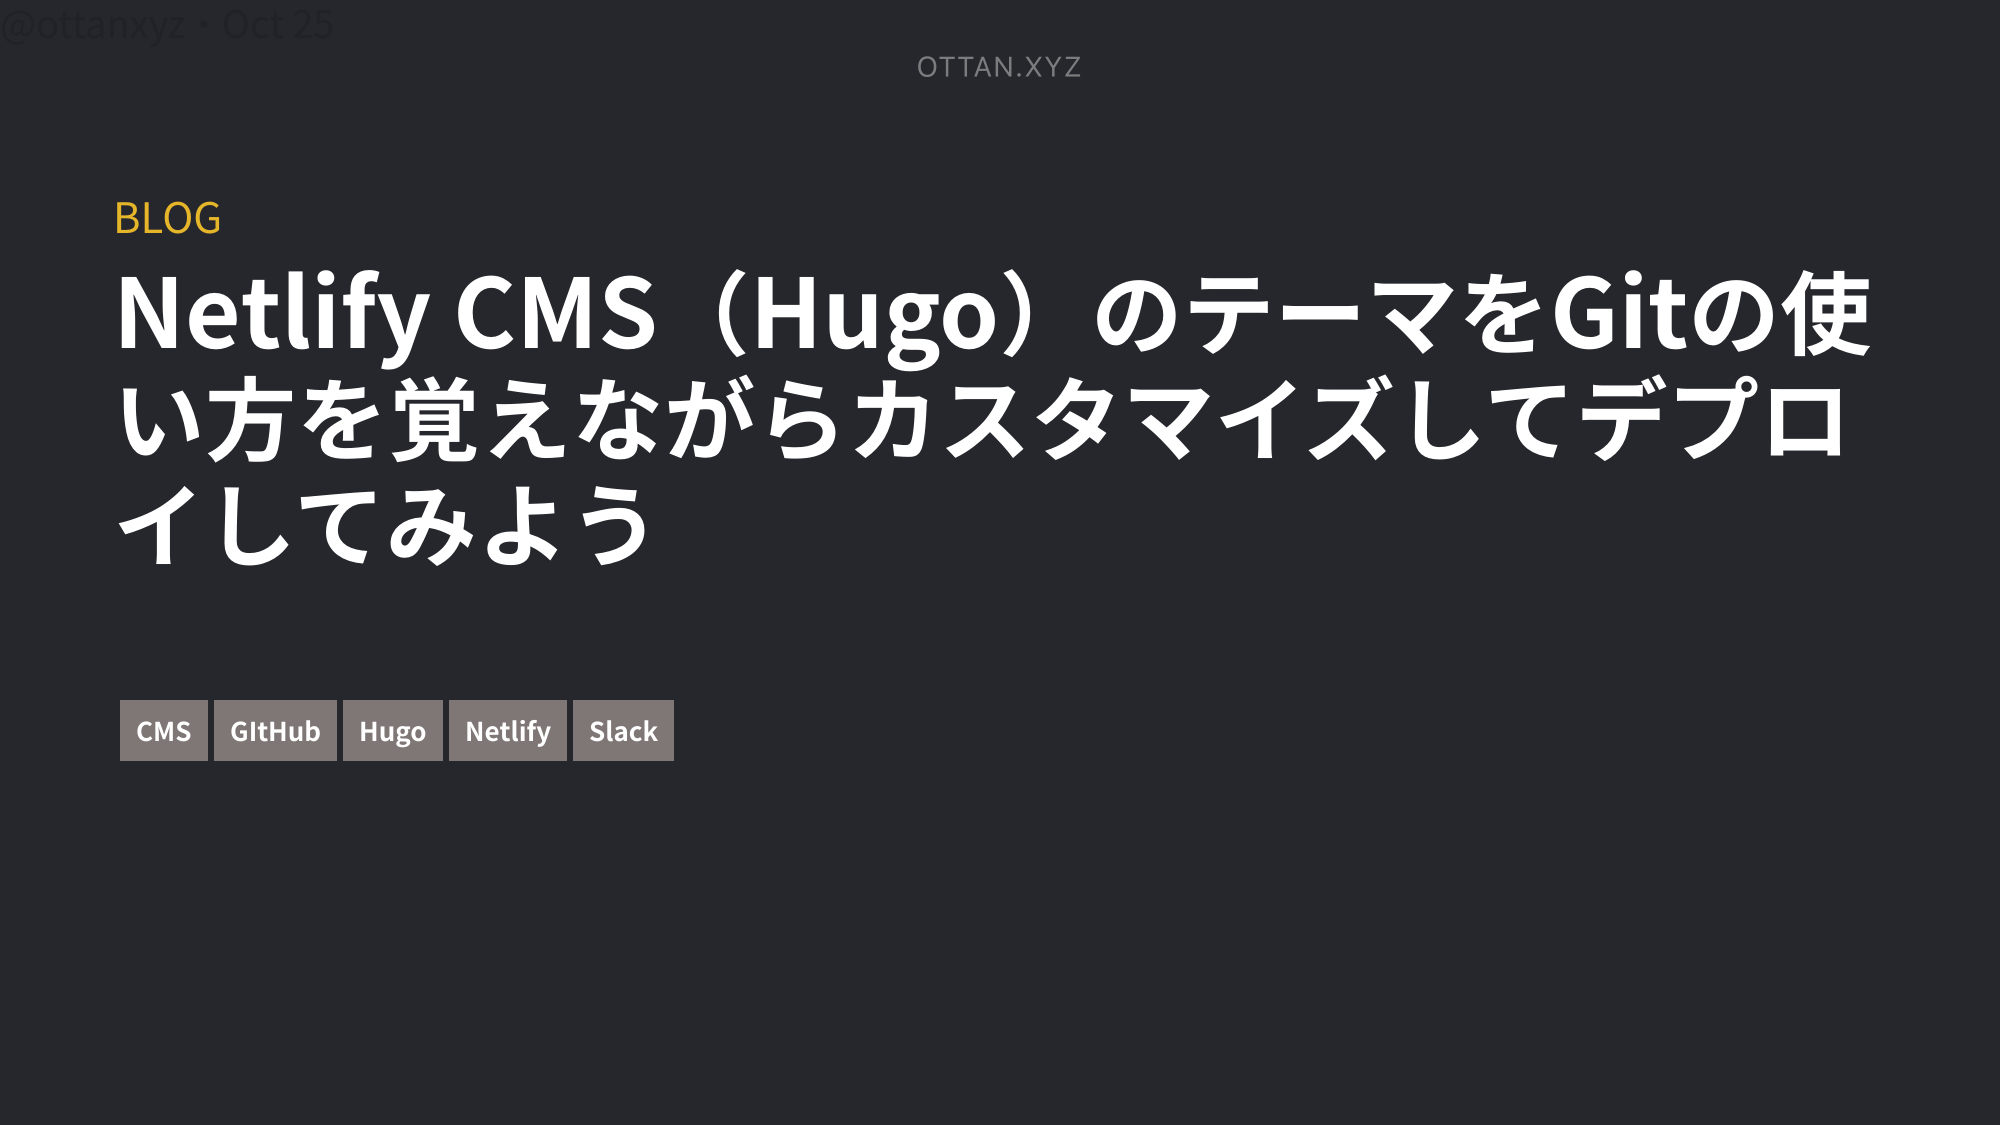 @ottanxyz・Oct 25
OTTAN.XYZ
BLOG
Netlify CMS（Hugo）のテーマをGitの使
い方を覚えながらカスタマイズしてデプロ
イしてみよう
CMS GItHub Hugo Netlify Slack